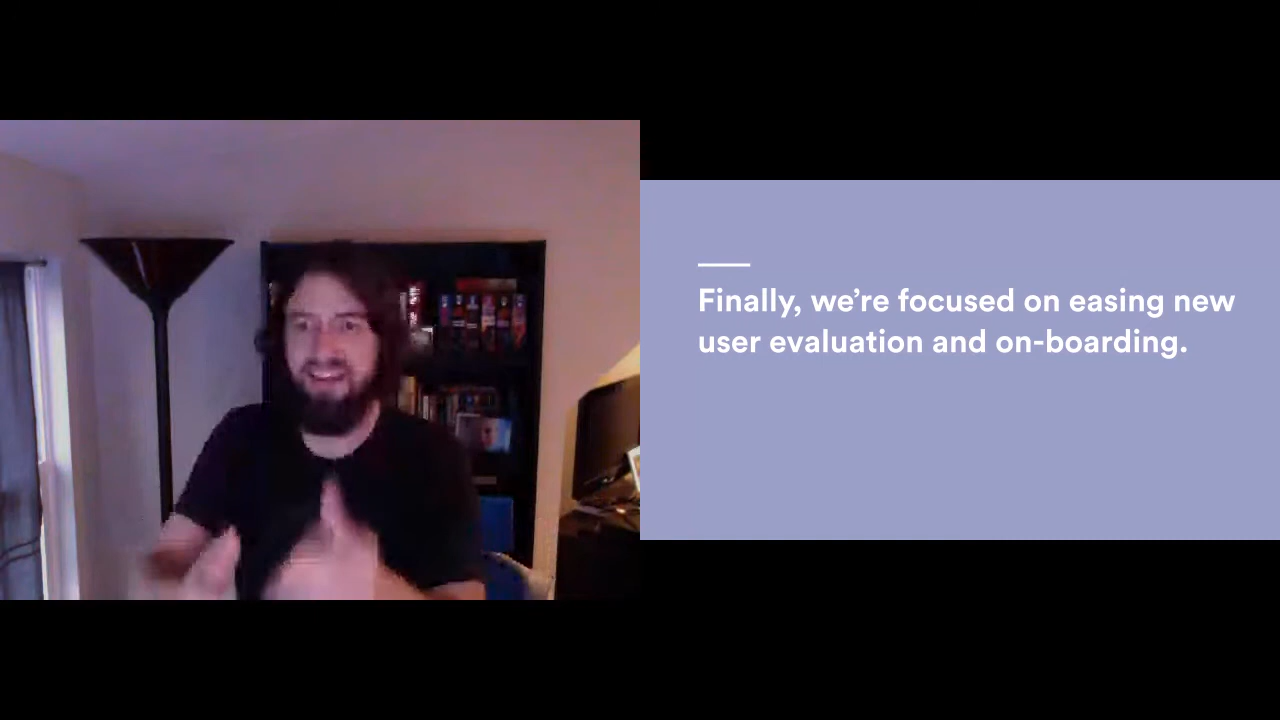 Finally, we’re focused on easing new
user evaluation and on-boarding.